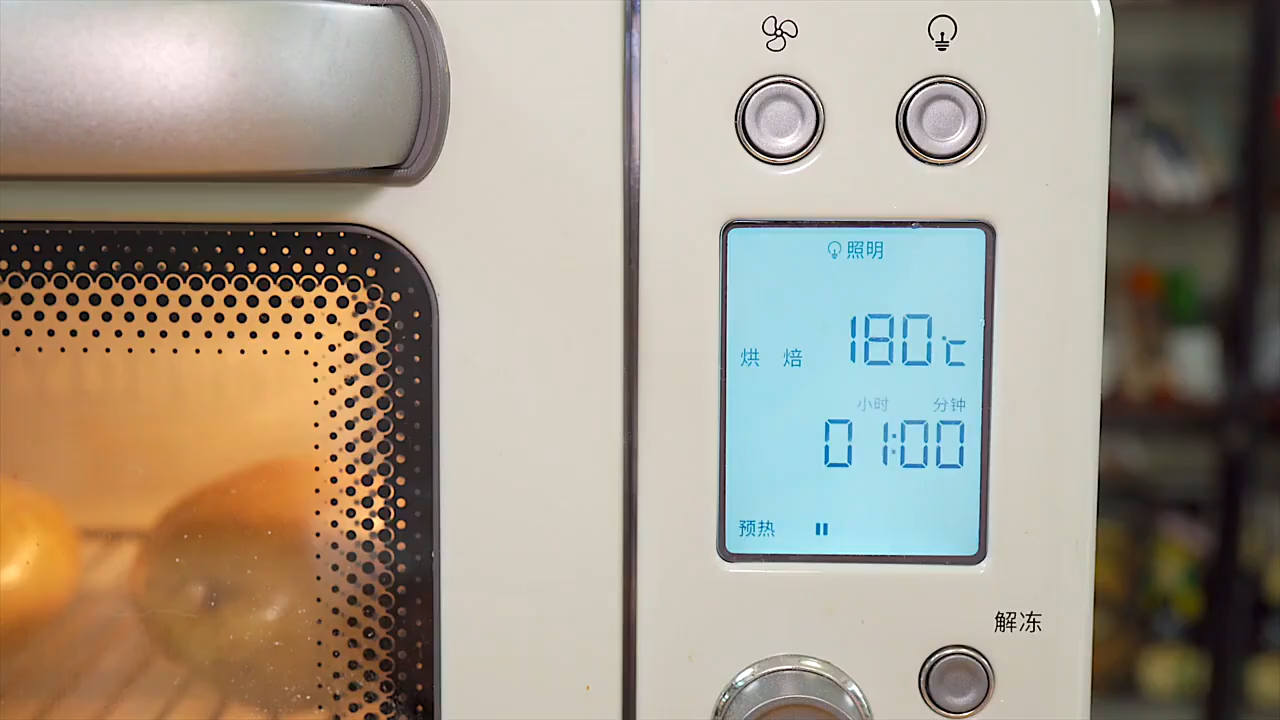 照明
烘 焙 180℃
小时 分钟
01:00
预热
解冻